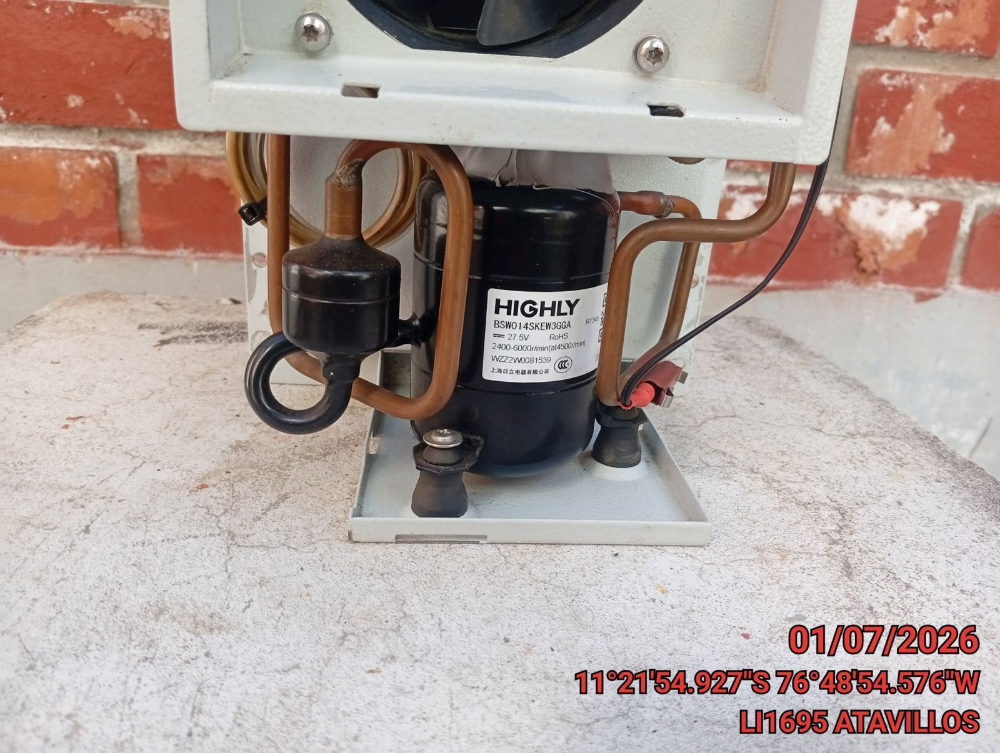 HIGHLY
BSW014SKEW3GGA
R134a
27.5V RoHS
2400-6000r/min(at4500r/min)
WZZ2W0081539
CCC
上海日立电器有限公司
01/07/2026
11°21'54.927"S 76°48'54.576"W
LI1695 ATAVILLOS